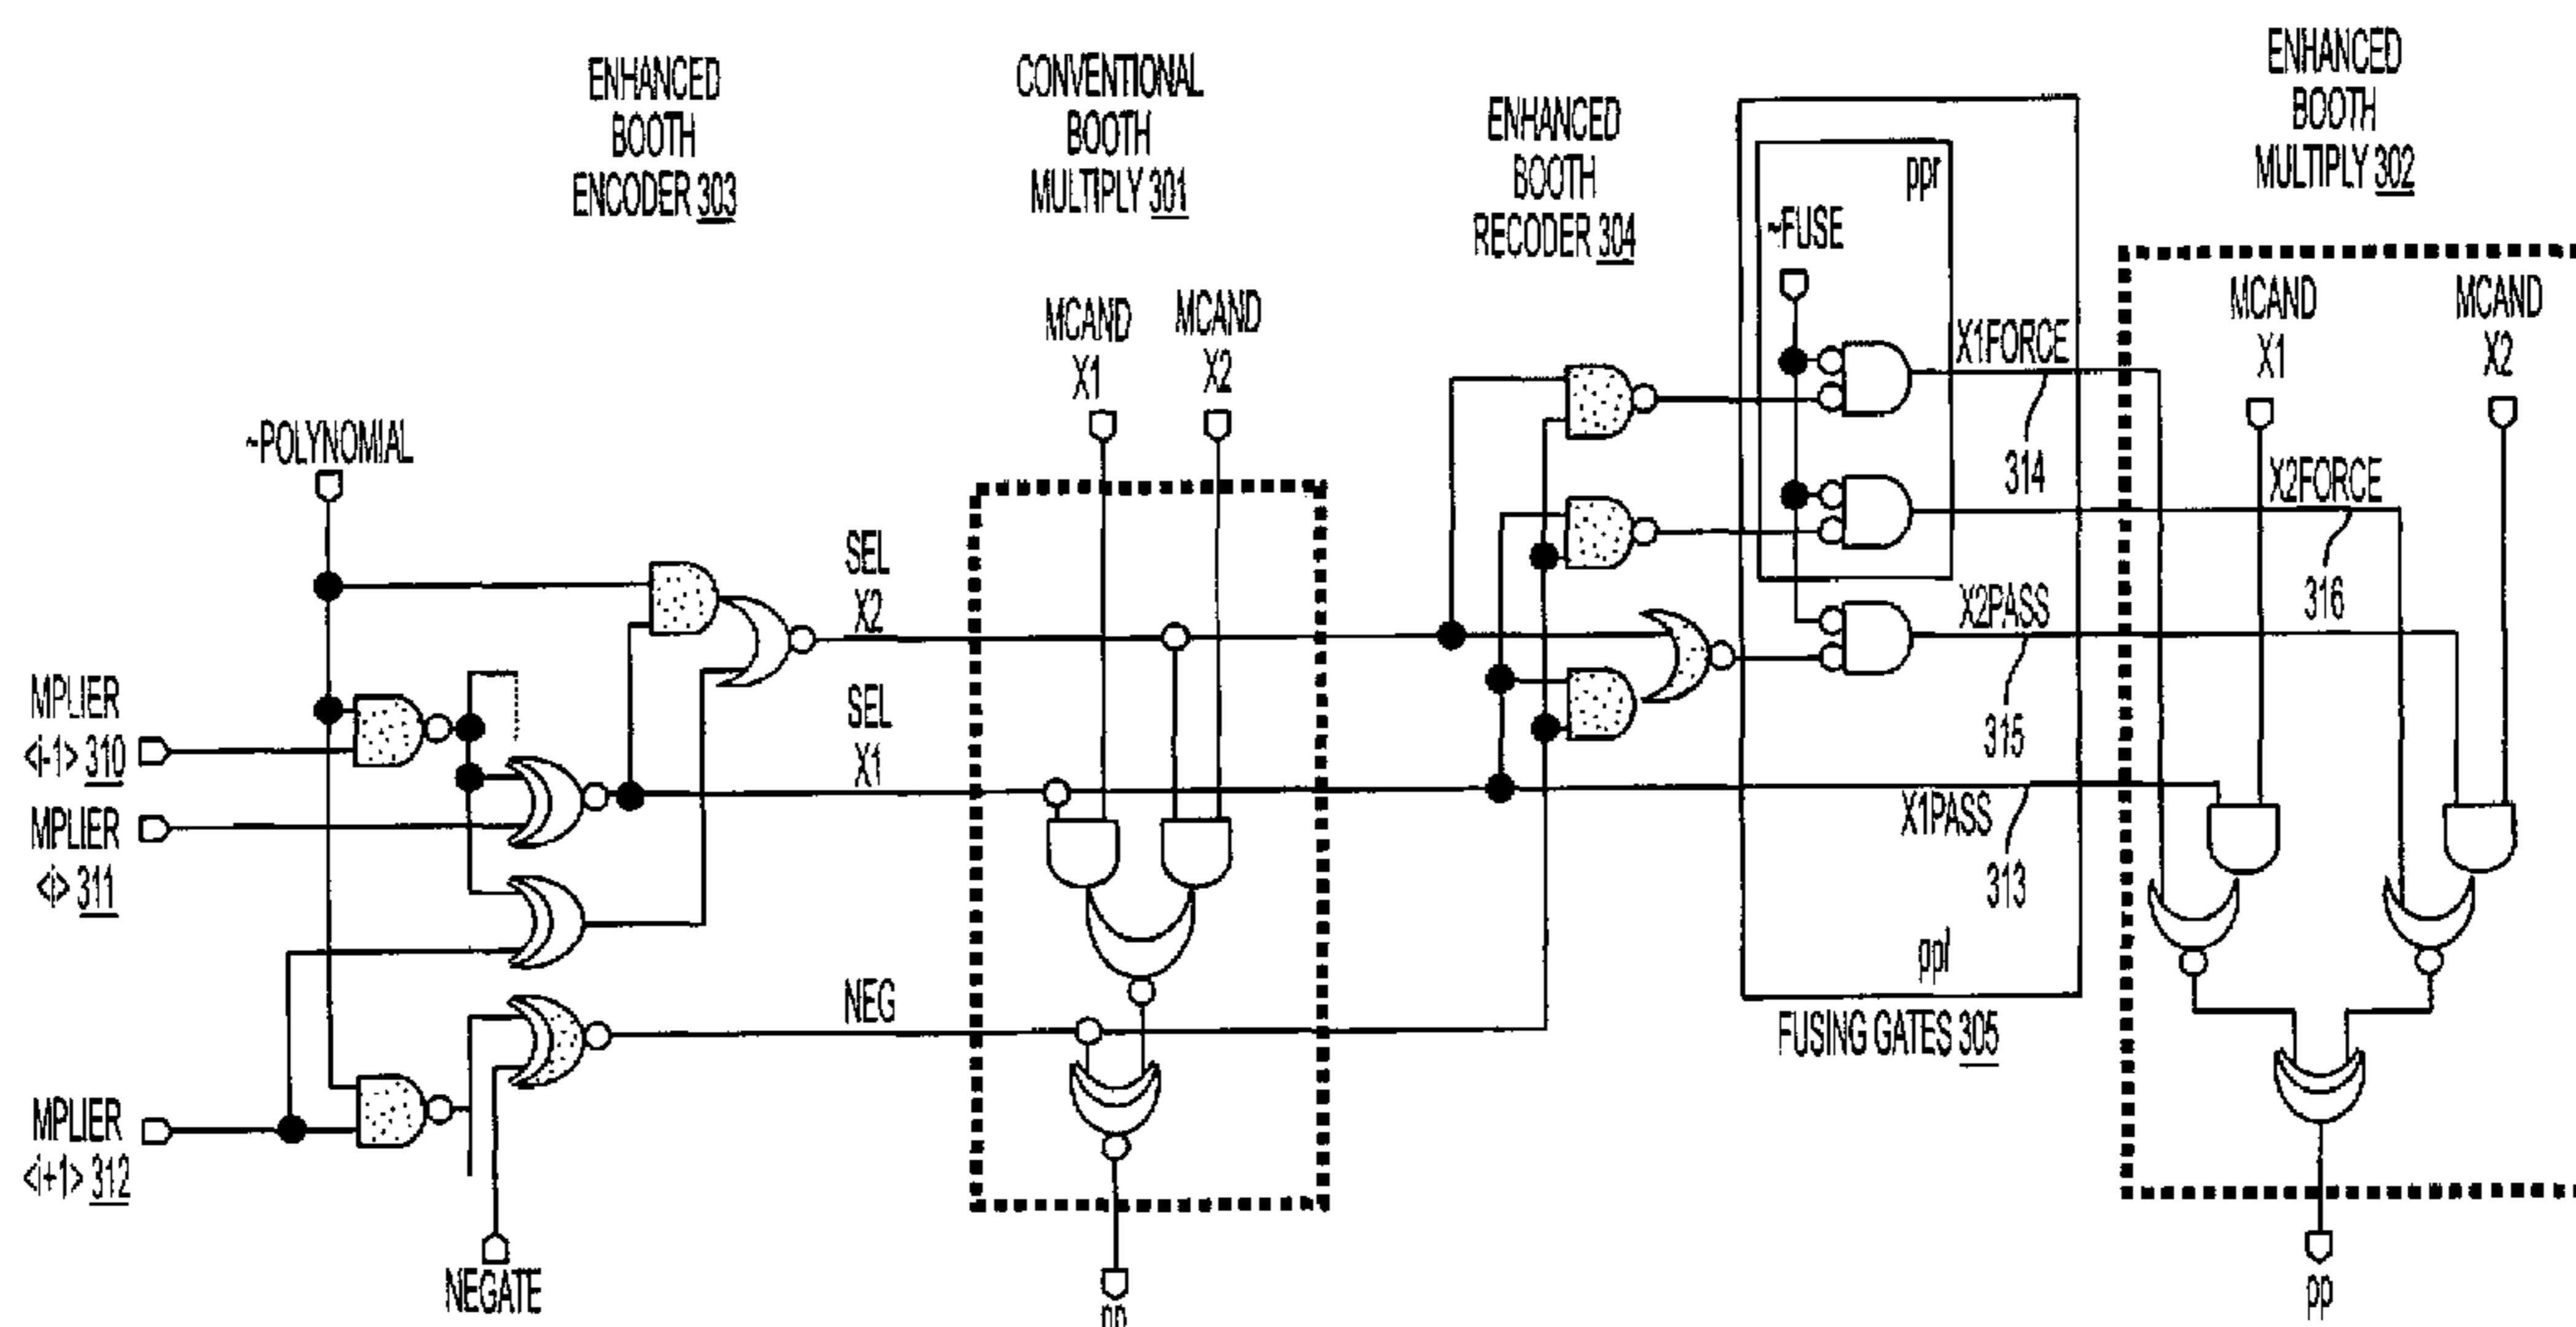 ENHANCED
BOOTH
ENCODER 303
CONVENTIONAL
BOOTH
MULTIPLY 301
ENHANCED
BOOTH
RECODER 304
ENHANCED
BOOTH
MULTIPLY 302
ppr
~FUSE
MCAND
X1
MCAND
X2
X1FORCE
314
MCAND
X1
MCAND
X2
~POLYNOMIAL
X2FORCE
316
SEL
X2
X2PASS
315
MPLIER
<i-1> 310
SEL
X1
X1PASS
313
MPLIER
<i> 311
NEG
ppl
FUSING GATES 305
MPLIER
<i+1> 312
NEGATE
pp
pp